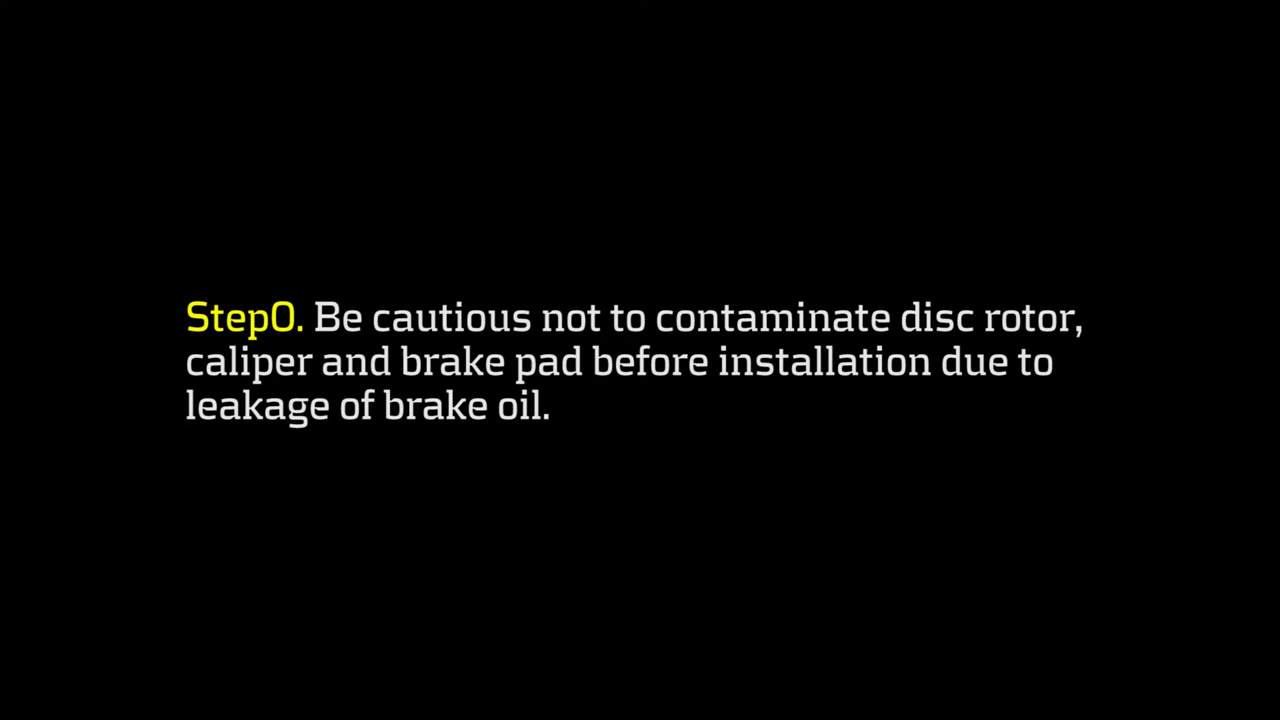 Step0. Be cautious not to contaminate disc rotor,
caliper and brake pad before installation due to
leakage of brake oil.